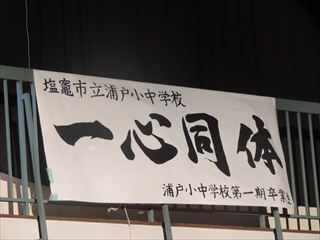 塩竈市立浦戸小中学校
一心同体
浦戸小中学校第一期卒業生